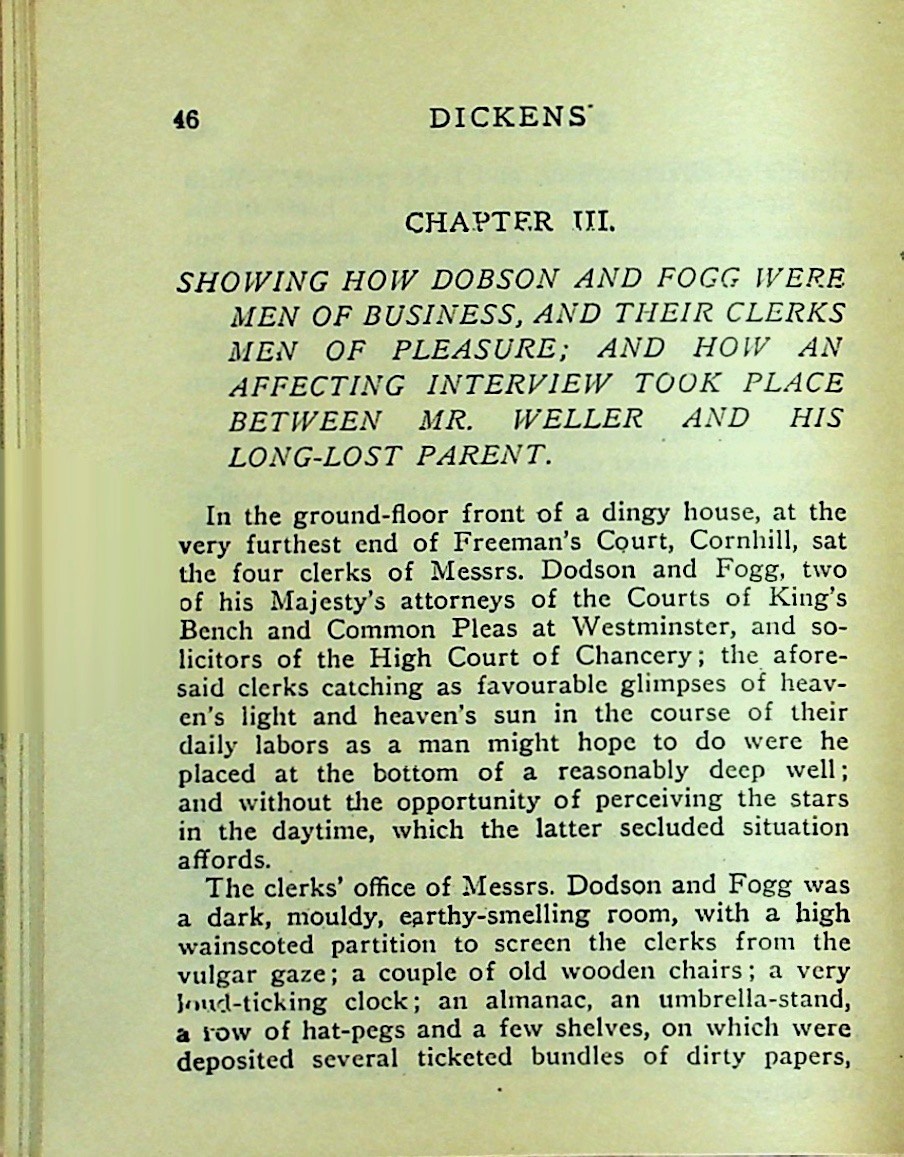 46 DICKENS'
CHAPTER III.
SHOWING HOW DOBSON AND FOGG WERE
MEN OF BUSINESS, AND THEIR CLERKS
MEN OF PLEASURE; AND HOW AN
AFFECTING INTERVIEW TOOK PLACE
BETWEEN MR. WELLER AND HIS
LONG-LOST PARENT.
In the ground-floor front of a dingy house, at the
very furthest end of Freeman's Court, Cornhill, sat
the four clerks of Messrs. Dodson and Fogg, two
of his Majesty's attorneys of the Courts of King's
Bench and Common Pleas at Westminster, and so-
licitors of the High Court of Chancery; the afore-
said clerks catching as favourable glimpses of heav-
en's light and heaven's sun in the course of their
daily labors as a man might hope to do were he
placed at the bottom of a reasonably deep well;
and without the opportunity of perceiving the stars
in the daytime, which the latter secluded situation
affords.
The clerks' office of Messrs. Dodson and Fogg was
a dark, mouldy, earthy-smelling room, with a high
wainscoted partition to screen the clerks from the
vulgar gaze; a couple of old wooden chairs; a very
loud-ticking clock; an almanac, an umbrella-stand,
a row of hat-pegs and a few shelves, on which were
deposited several ticketed bundles of dirty papers,